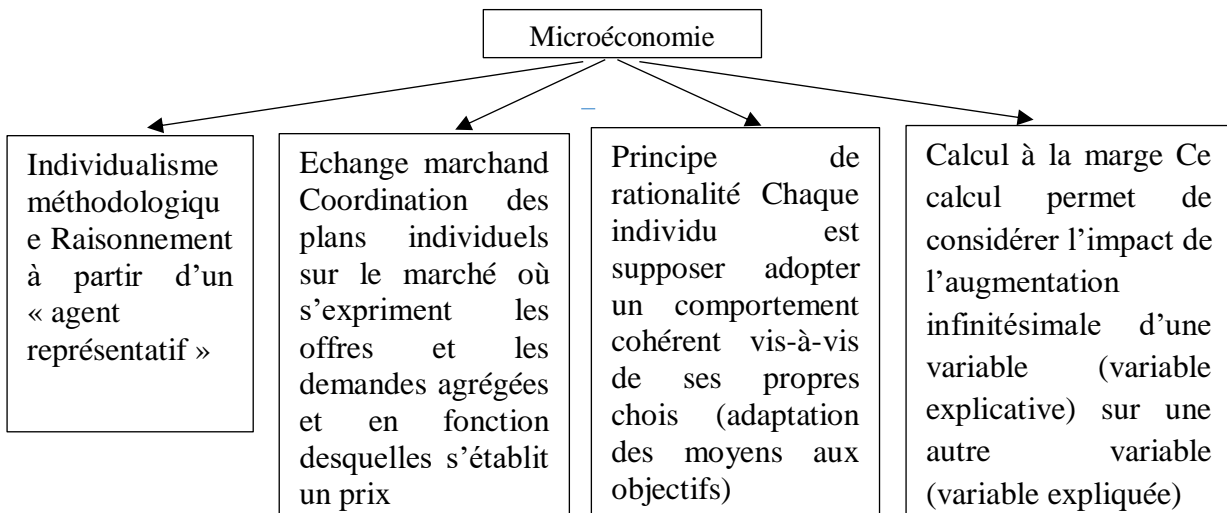 Microéconomie
Individualisme
méthodologiqu
e Raisonnement
à partir d’un
« agent
représentatif »
Echange marchand
Coordination des
plans individuels
sur le marché où
s’expriment les
offres et les
demandes agrégées
et en fonction
desquelles s’établit
un prix
Principe de
rationalité Chaque
individu est
supposer adopter
un comportement
cohérent vis-à-vis
de ses propres
chois (adaptation
des moyens aux
objectifs)
Calcul à la marge Ce
calcul permet de
considérer l’impact de
l’augmentation
infinitésimale d’une
variable (variable
explicative) sur une
autre variable
(variable expliquée)